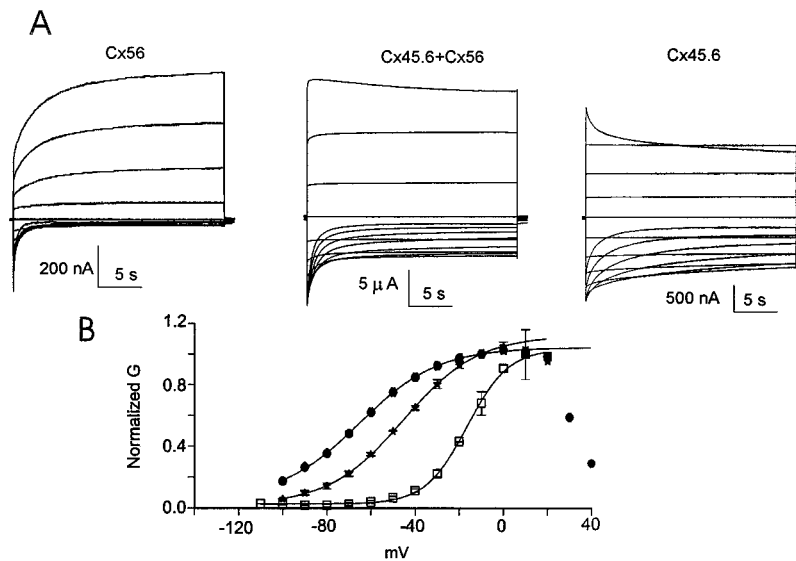 A
Cx56
Cx45.6+Cx56
Cx45.6
200 nA
5 s
5 μA
5 s
500 nA
5 s
B
Normalized G
1.2
0.8
0.4
0.0
-120
-80
-40
0
40
mV